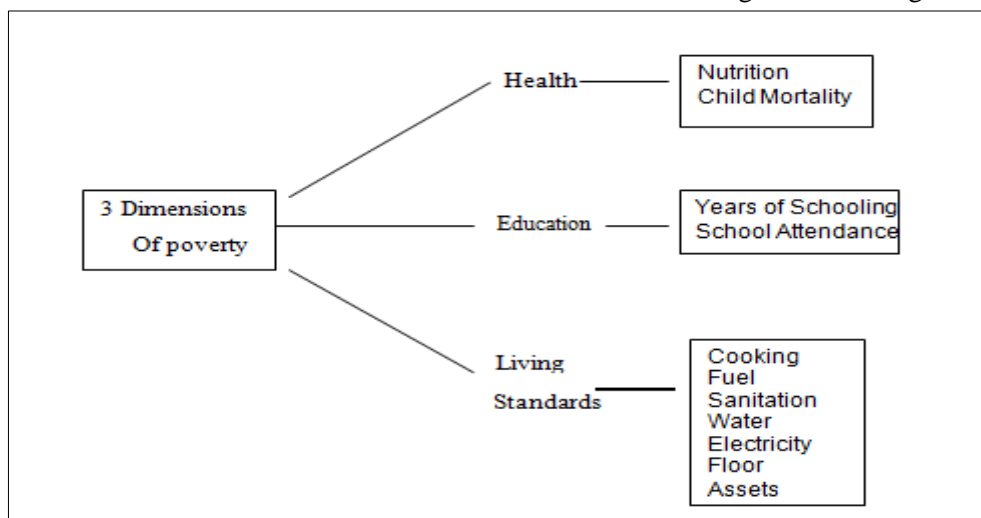 Health
Nutrition
Child Mortality
3 Dimensions
Of poverty
Education
Years of Schooling
School Attendance
Living
Standards
Cooking
Fuel
Sanitation
Water
Electricity
Floor
Assets